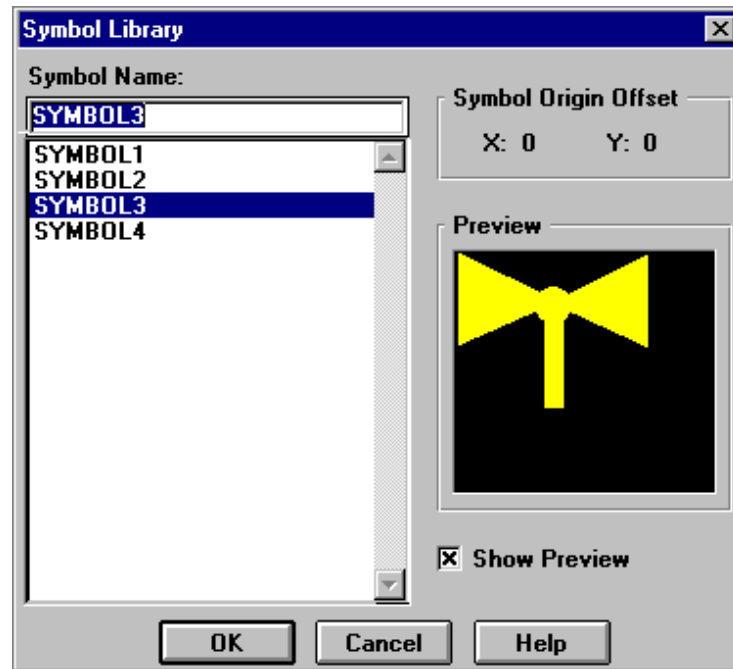 Symbol Library
Symbol Name:
SYMBOL3
SYMBOL1
SYMBOL2
SYMBOL3
SYMBOL4
Symbol Origin Offset
X: 0 Y: 0
Preview
Show Preview
OK Cancel Help